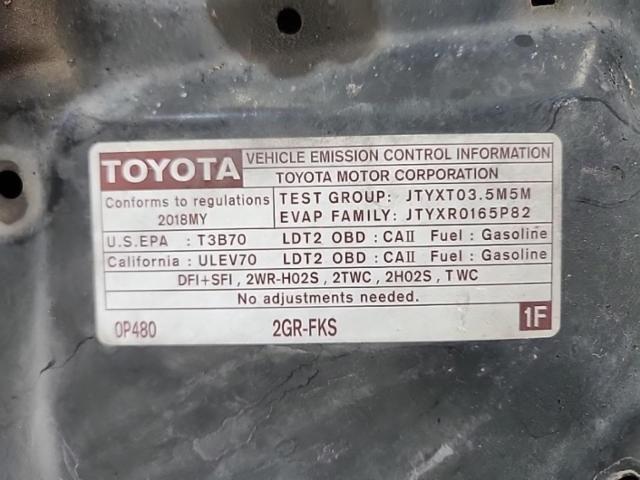 TOYOTA VEHICLE EMISSION CONTROL INFORMATION
TOYOTA MOTOR CORPORATION
Conforms to regulations
2018MY
TEST GROUP: JTYXT03.5M5M
EVAP FAMILY: JTYXR0165P82
U.S.EPA : T3B70 LDT2 OBD : CAII Fuel : Gasoline
California : ULEV70 LDT2 OBD : CAII Fuel : Gasoline
DFI+SFI, 2WR-HO2S, 2TWC, 2HO2S, TWC
No adjustments needed.
0P480 2GR-FKS 1F